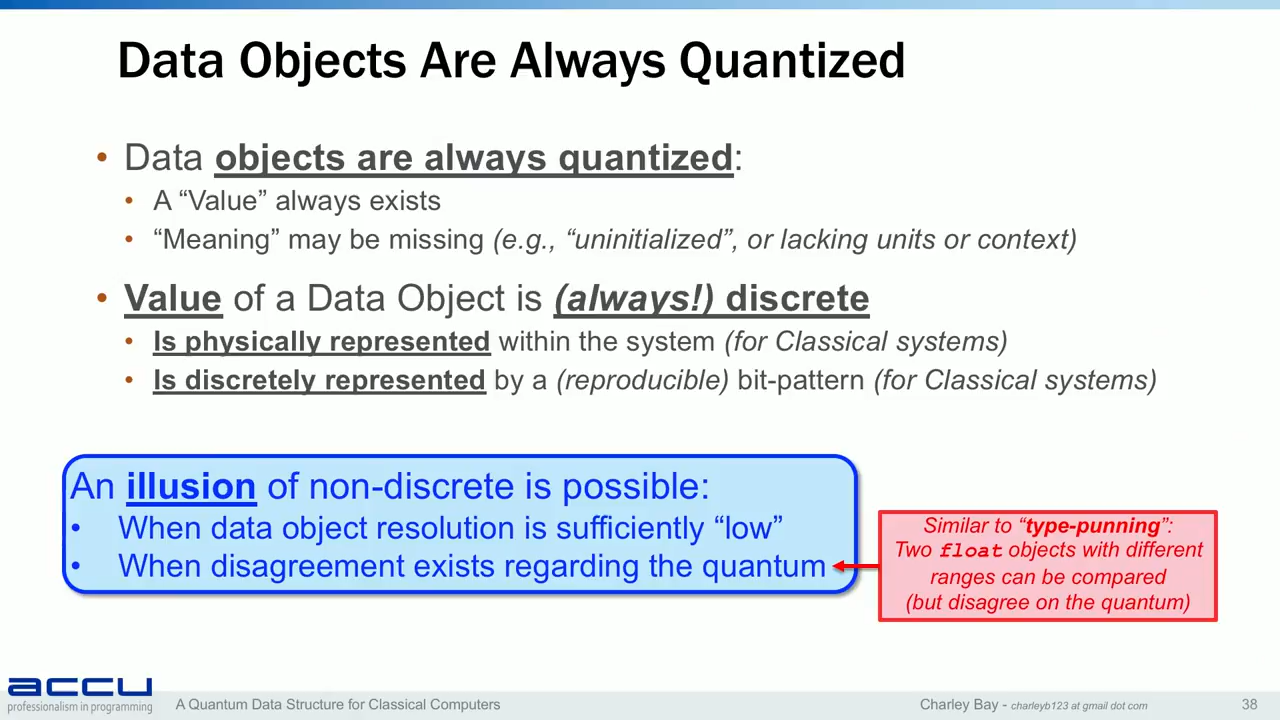 Data Objects Are Always Quantized
• Data objects are always quantized:
• A “Value” always exists
• “Meaning” may be missing (e.g., “uninitialized”, or lacking units or context)
• Value of a Data Object is (always!) discrete
• Is physically represented within the system (for Classical systems)
• Is discretely represented by a (reproducible) bit-pattern (for Classical systems)
An illusion of non-discrete is possible:
• When data object resolution is sufficiently “low”
• When disagreement exists regarding the quantum
Similar to “type-punning”:
Two float objects with different
ranges can be compared
(but disagree on the quantum)
accu
professionalism in programming
A Quantum Data Structure for Classical Computers
Charley Bay - charleyb123 at gmail dot com
38